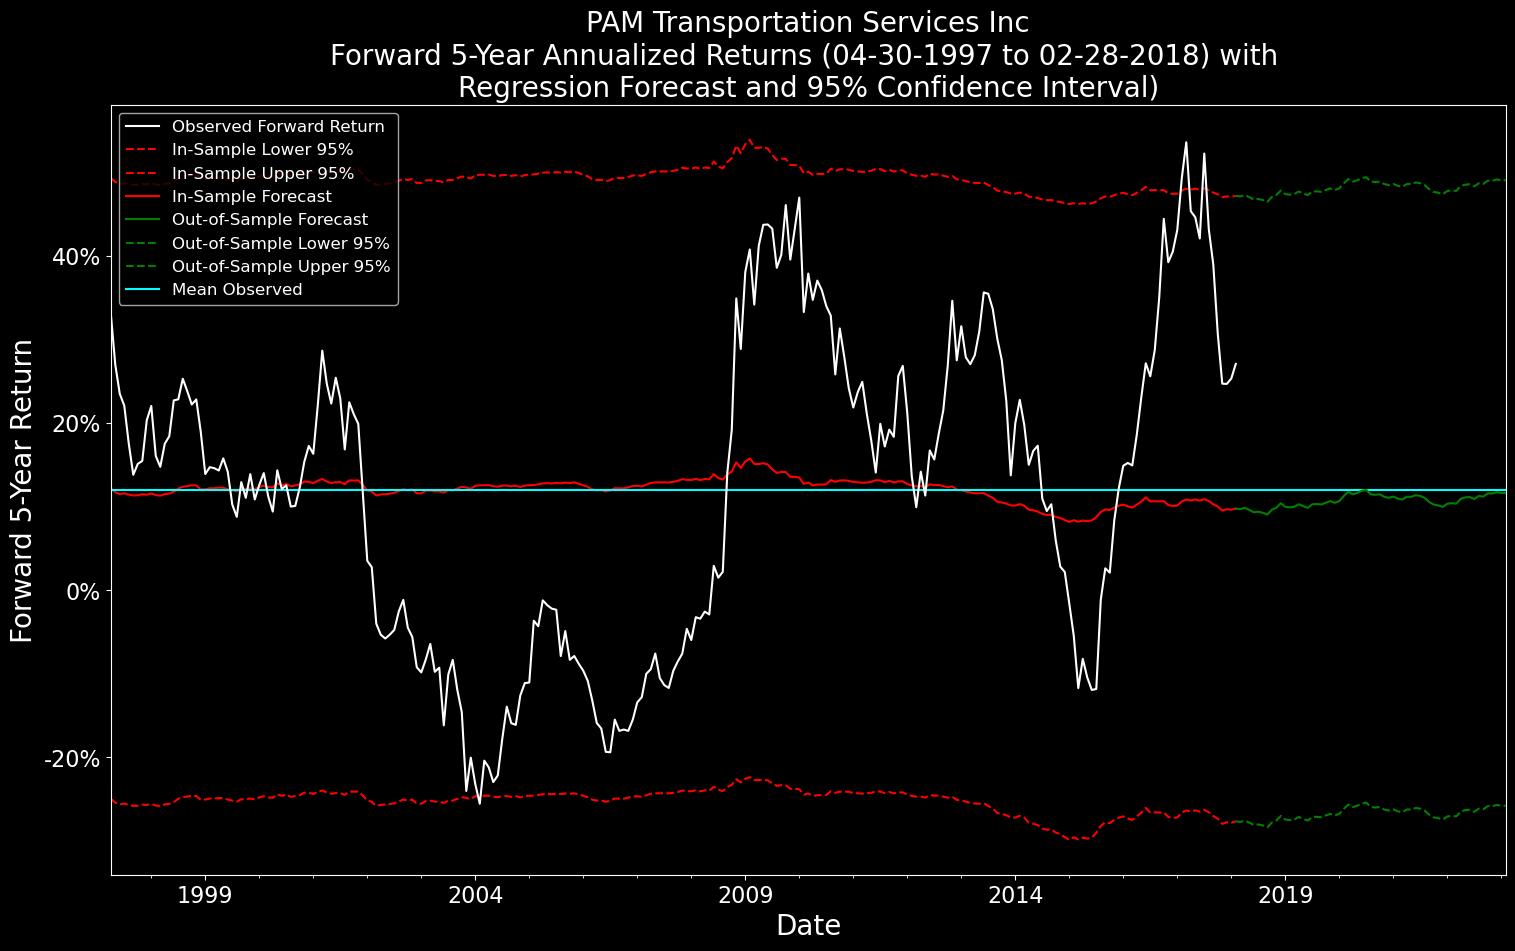 PAM Transportation Services Inc
Forward 5-Year Annualized Returns (04-30-1997 to 02-28-2018) with
Regression Forecast and 95% Confidence Interval)
Observed Forward Return
In-Sample Lower 95%
In-Sample Upper 95%
In-Sample Forecast
Out-of-Sample Forecast
Out-of-Sample Lower 95%
Out-of-Sample Upper 95%
Mean Observed
Forward 5-Year Return
40%
20%
0%
-20%
1999
2004
2009
2014
2019
Date